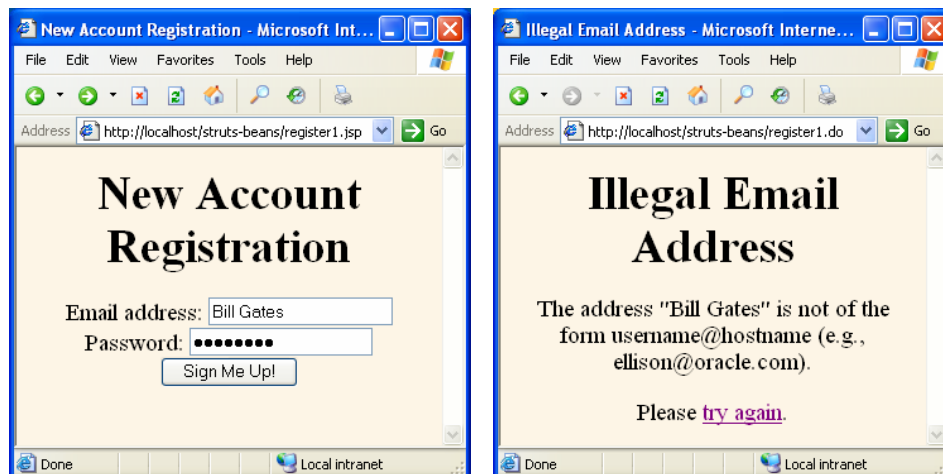 New Account Registration - Microsoft Int...
File Edit View Favorites Tools Help
Address http://localhost/struts-beans/register1.jsp Go
New Account
Registration
Email address: Bill Gates
Password: ●●●●●●●●
Sign Me Up!
Done Local intranet
Illegal Email Address - Microsoft Interne...
File Edit View Favorites Tools Help
Address http://localhost/struts-beans/register1.do Go
Illegal Email
Address
The address "Bill Gates" is not of the
form username@hostname (e.g.,
ellison@oracle.com).
Please try again.
Done Local intranet